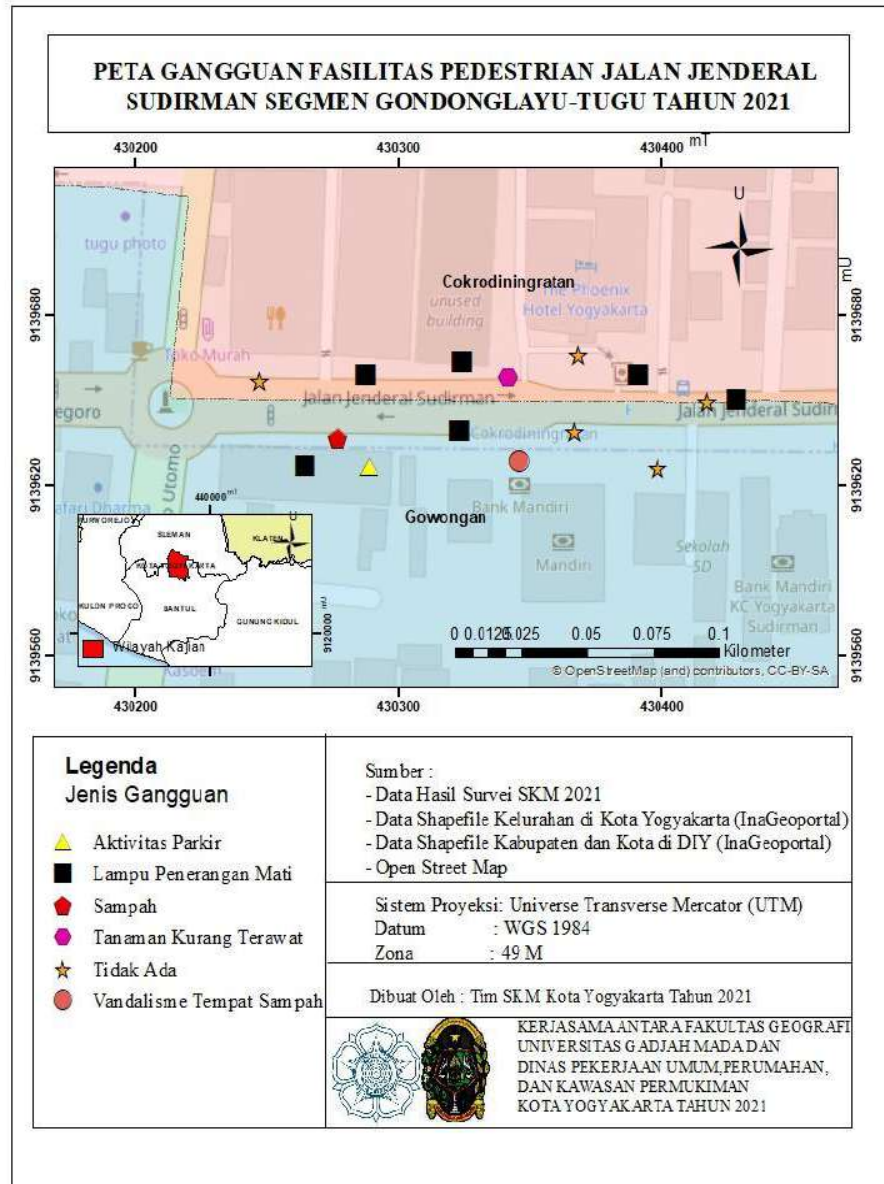 PETA GANGGUAN FASILITAS PEDESTRIAN JALAN JENDERAL
SUDIRMAN SEGMEN GONDONGLAYU-TUGU TAHUN 2021
430200
430300
430400 mT
U
mU
tugu photo
Cokrodiningratan
unused
building
The Phoenix
Hotel Yogyakarta
9139680
9139680
Toko Murah
Jalan Jenderal Sudirman
Jalan Jenderal Sudirm
egoro
Cokrodiningratan
Utomo
9139620
9139620
Bank Mandiri
Gowongan
Mandiri
Sekolah
SD
Bank Mandiri
KC Yogyakarta
Sudirman
440000 mT
U
SLEMAN
KLATEN
KULON PROGO
BANTUL
GUNUNG KIDUL
9120000 mU
Wilayah Kajian
0 0.0125 0.025 0.05 0.075 0.1
Kilometer
© OpenStreetMap (and) contributors, CC-BY-SA
9139560
9139560
430200
430300
430400
Legenda
Jenis Gangguan
Aktivitas Parkir
Lampu Penerangan Mati
Sampah
Tanaman Kurang Terawat
Tidak Ada
Vandalisme Tempat Sampah
Sumber :
- Data Hasil Survei SKM 2021
- Data Shapefile Kelurahan di Kota Yogyakarta (InaGeoportal)
- Data Shapefile Kabupaten dan Kota di DIY (InaGeoportal)
- Open Street Map
Sistem Proyeksi: Universe Transverse Mercator (UTM)
Datum : WGS 1984
Zona : 49 M
Dibuat Oleh : Tim SKM Kota Yogyakarta Tahun 2021
KERJASAMA ANTARA FAKULTAS GEOGRAFI
UNIVERSITAS GADJAH MADA DAN
DINAS PEKERJAAN UMUM,PERUMAHAN,
DAN KAWASAN PERMUKIMAN
KOTA YOGYAKARTA TAHUN 2021